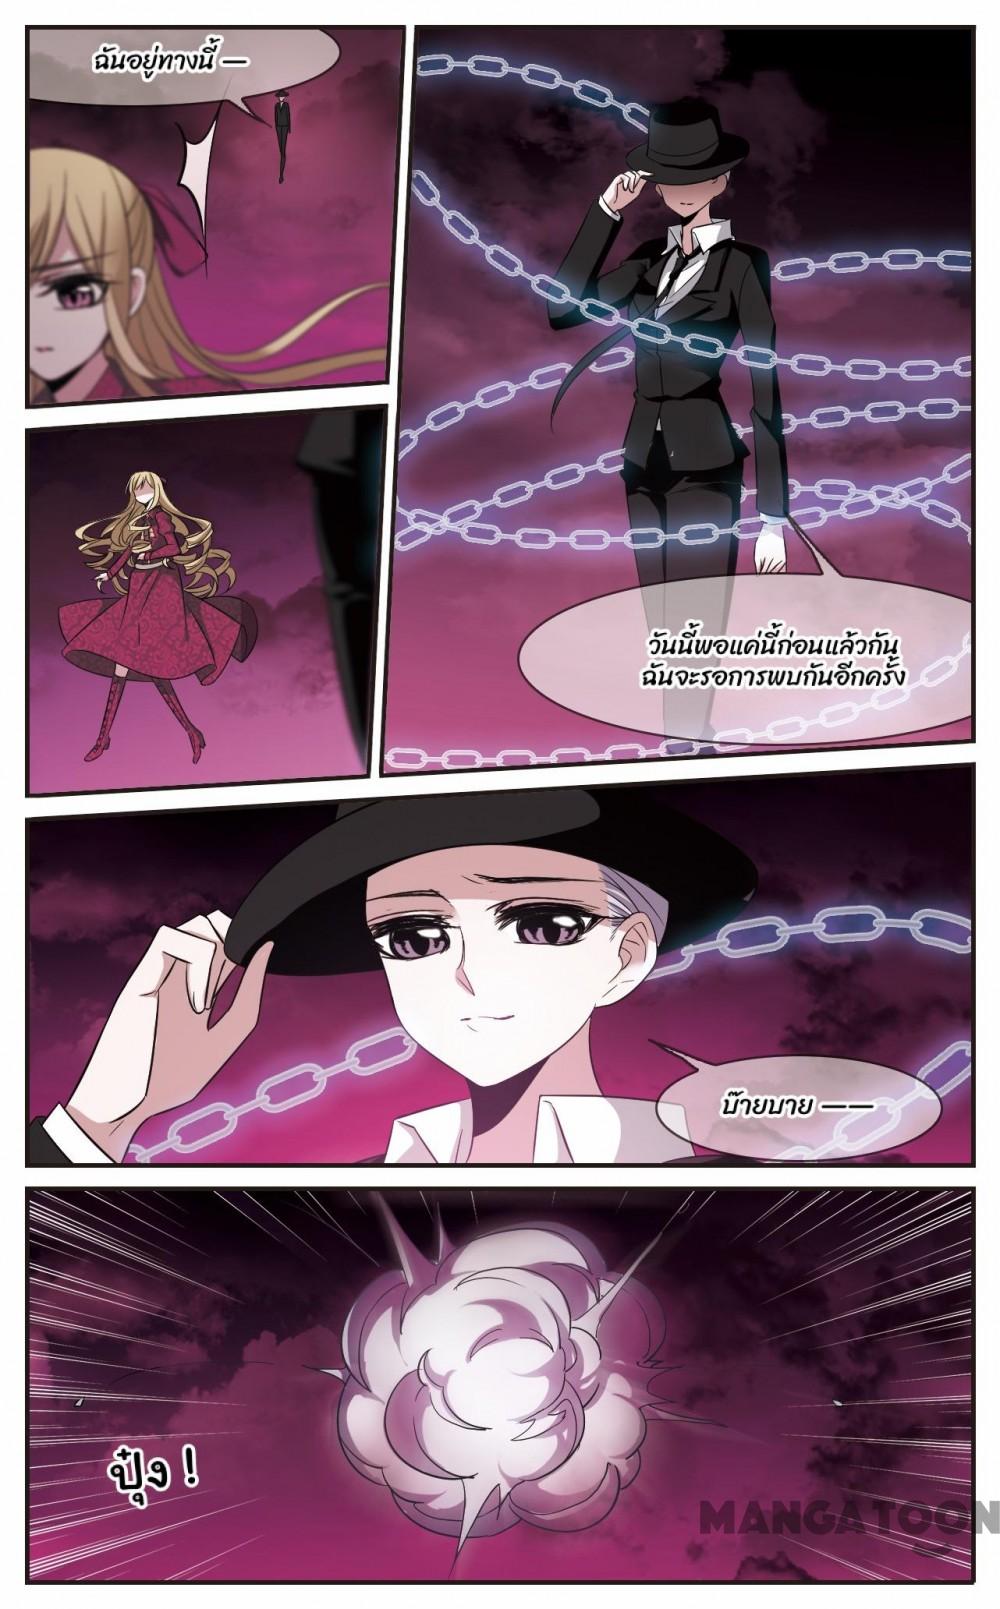 ฉันอยู่ทางนี้ —
วันนี้พอแค่นี้ก่อนแล้วกัน
ฉันจะรอการพบกันอีกครั้ง
บ๊ายบาย ——
ปุ๋ง !
MANGATOON